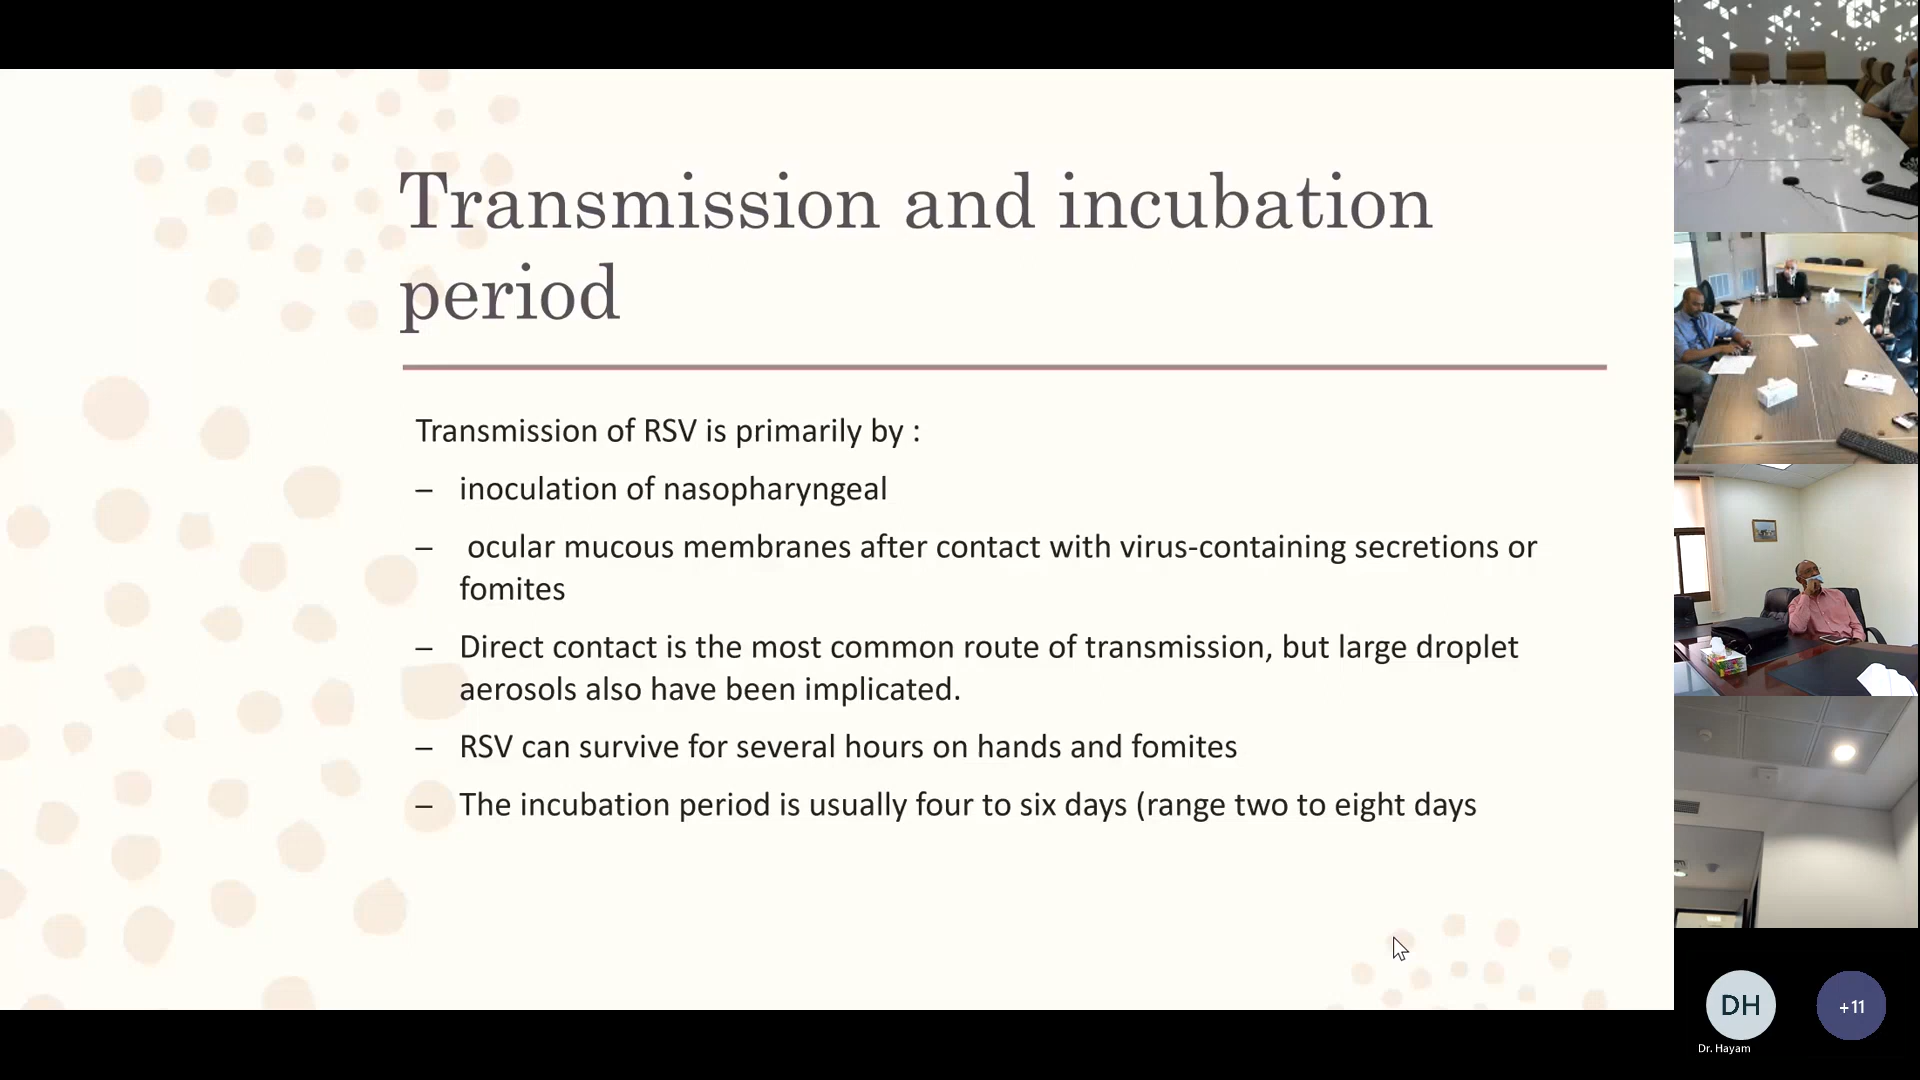 Transmission and incubation
period
Transmission of RSV is primarily by :
– inoculation of nasopharyngeal
– ocular mucous membranes after contact with virus-containing secretions or
fomites
– Direct contact is the most common route of transmission, but large droplet
aerosols also have been implicated.
– RSV can survive for several hours on hands and fomites
– The incubation period is usually four to six days (range two to eight days
DH
+11
Dr. Hayam